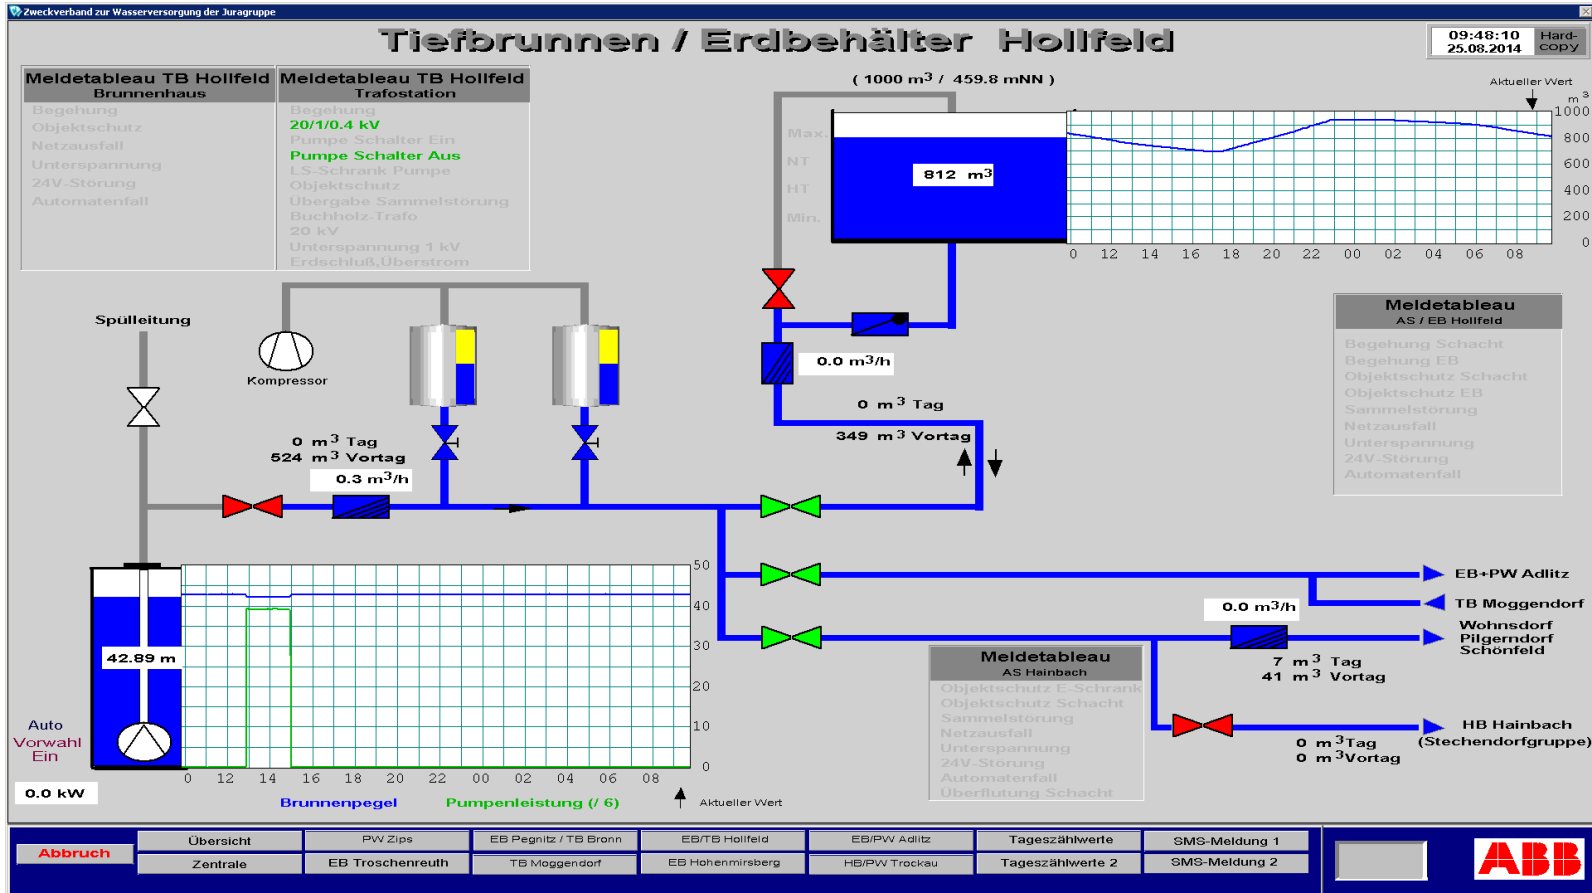 Zweckverband zur Wasserversorgung der Juragruppe
Tiefbrunnen / Erdbehälter Hollfeld
09:48:10
25.08.2014
Hard-
copy
Meldetableau TB Hollfeld
Brunnenhaus
Begehung
Objektschutz
Netzausfall
Unterspannung
24V-Störung
Automatenfall
Meldetableau TB Hollfeld
Trafostation
Begehung
20/1/0.4 kV
Pumpe Schalter Ein
Pumpe Schalter Aus
LS-Schrank Pumpe
Objektschutz
Übergabe Sammelstörung
Buchholz-Trafo
20 kV
Unterspannung 1 kV
Erdschluß,Überstrom
( 1000 m³ / 459.8 mNN )
Max.
NT
HT
Min.
812 m³
Aktueller Wert
m³
1000
800
600
400
200
0
0 12 14 16 18 20 22 00 02 04 06 08
Meldetableau
AS / EB Hollfeld
Begehung Schacht
Begehung EB
Objektschutz Schacht
Objektschutz EB
Sammelstörung
Netzausfall
Unterspannung
24V-Störung
Automatenfall
Spülleitung
Kompressor
0 m³ Tag
524 m³ Vortag
0.3 m³/h
0.0 m³/h
0 m³ Tag
349 m³ Vortag
EB+PW Adlitz
TB Moggendorf
Wohnsdorf
Pilgerndorf
Schönfeld
0.0 m³/h
7 m³ Tag
41 m³ Vortag
HB Hainbach
(Stechendorfgruppe)
0 m³Tag
0 m³Vortag
Meldetableau
AS Hainbach
Objektschutz E-Schrank
Objektschutz Schacht
Sammelstörung
Netzausfall
Unterspannung
24V-Störung
Automatenfall
Überflutung Schacht
42.89 m
Auto
Vorwahl
Ein
0.0 kW
50
40
30
20
10
0
0 12 14 16 18 20 22 00 02 04 06 08
Brunnenpegel
Pumpenleistung (/ 6)
Aktueller Wert
Abbruch
Übersicht
PW Zips
EB Pegnitz / TB Bronn
EB/TB Hollfeld
EB/PW Adlitz
Tageszählwerte
SMS-Meldung 1
Zentrale
EB Troschenreuth
TB Moggendorf
EB Hohenmirsberg
HB/PW Trockau
Tageszählwerte 2
SMS-Meldung 2
ABB